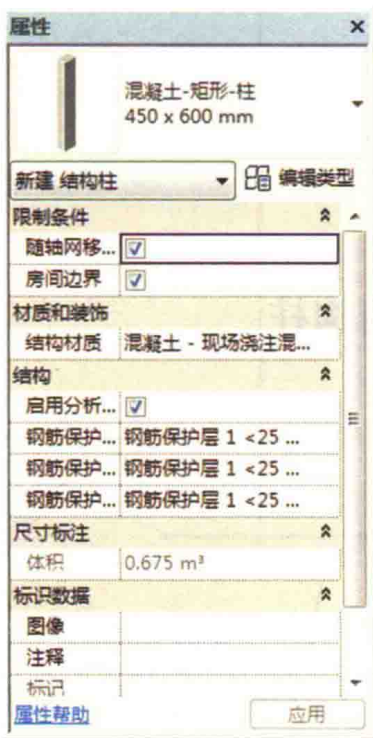 属性
混凝土-矩形-柱
450 x 600 mm
新建 结构柱 编辑类型
限制条件
随轴网移...
房间边界
材质和装饰
结构材质 混凝土 - 现场浇注混...
结构
启用分析...
钢筋保护... 钢筋保护层 1 <25 ...
钢筋保护... 钢筋保护层 1 <25 ...
钢筋保护... 钢筋保护层 1 <25 ...
尺寸标注
体积 0.675 m³
标识数据
图像
注释
标记
属性帮助 应用